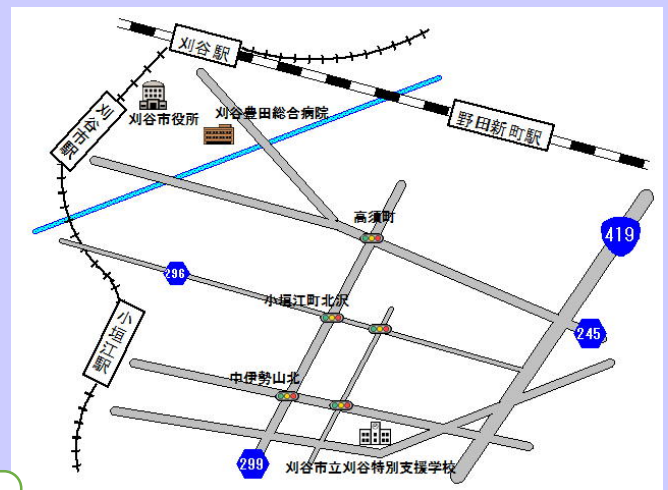 刈谷駅
刈谷市役所
刈谷豊田総合病院
刈谷市駅
野田新町駅
高須町
419
296
小垣江町北沢
245
小垣江駅
中伊勢山北
299
刈谷市立刈谷特別支援学校